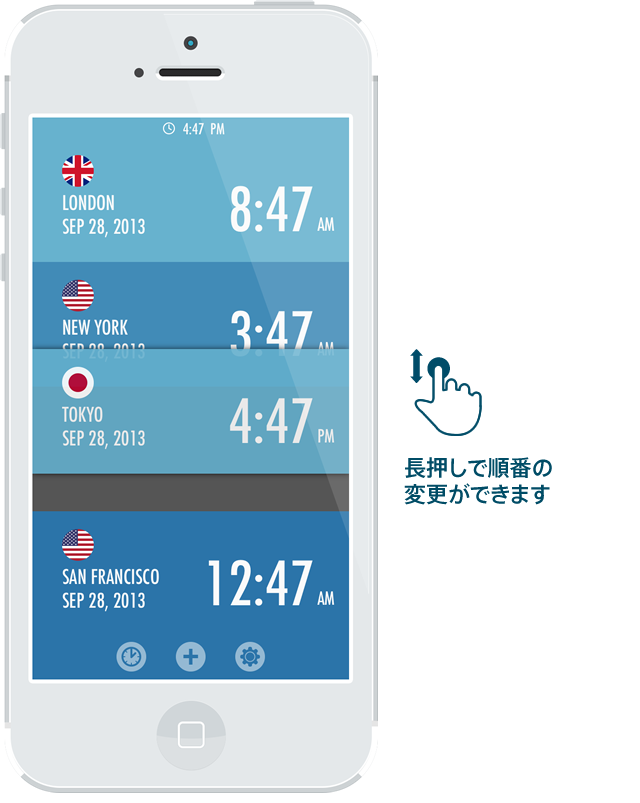 4:47 PM
LONDON
SEP 28, 2013
8:47 AM
NEW YORK
SEP 28, 2013
3:47 AM
TOKYO
SEP 28, 2013
4:47 PM
SAN FRANCISCO
SEP 28, 2013
12:47 AM
長押しで順番の
変更ができます